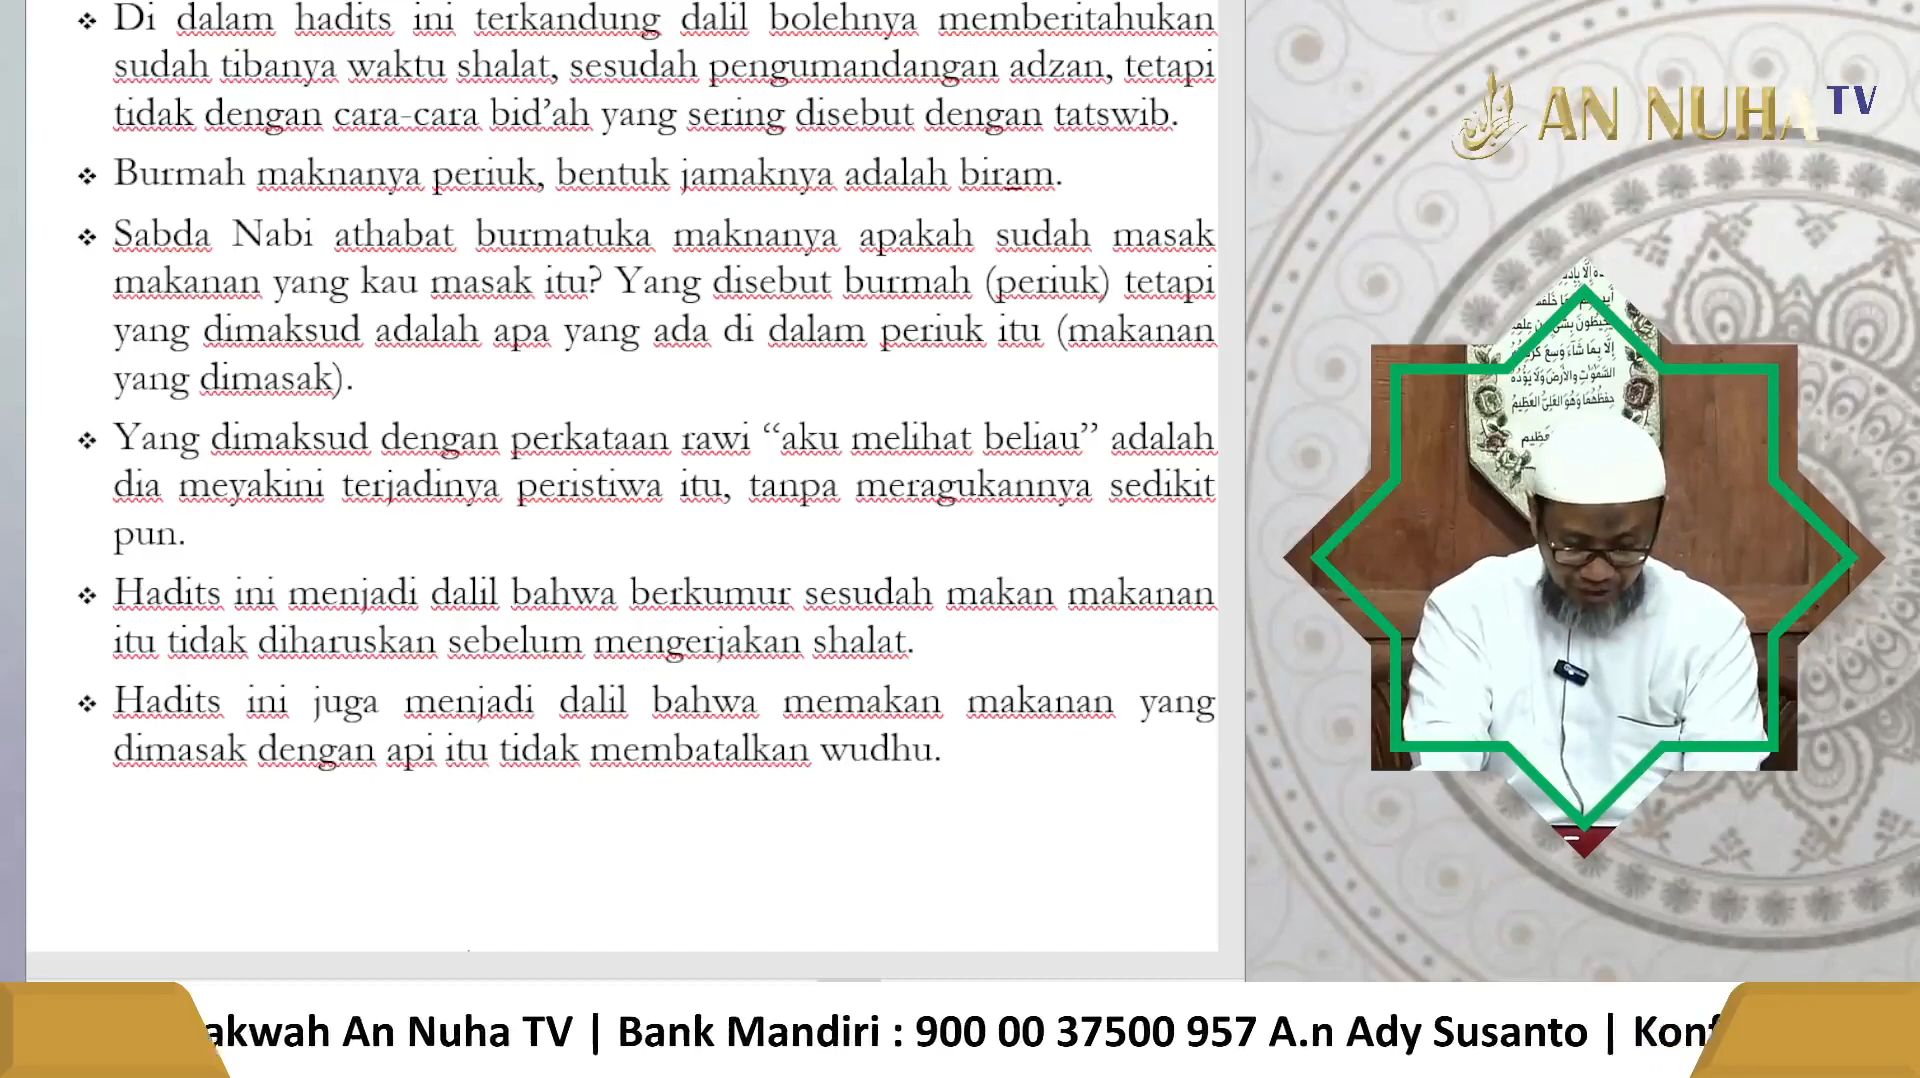 Di dalam hadits ini terkandung dalil bolehnya memberitahukan
sudah tibanya waktu shalat, sesudah pengumandangan adzan, tetapi
tidak dengan cara-cara bid’ah yang sering disebut dengan tatswib.
Burmah maknanya periuk, bentuk jamaknya adalah biram.
Sabda Nabi athabat burmatuka maknanya apakah sudah masak
makanan yang kau masak itu? Yang disebut burmah (periuk) tetapi
yang dimaksud adalah apa yang ada di dalam periuk itu (makanan
yang dimasak).
Yang dimaksud dengan perkataan rawi “aku melihat beliau” adalah
dia meyakini terjadinya peristiwa itu, tanpa meragukannya sedikit
pun.
Hadits ini menjadi dalil bahwa berkumur sesudah makan makanan
itu tidak diharuskan sebelum mengerjakan shalat.
Hadits ini juga menjadi dalil bahwa memakan makanan yang
dimasak dengan api itu tidak membatalkan wudhu.
AN NUHA TV
إِلَّا بِمَا شَاءَ وَسِعَ
السَّمٰوٰتِ وَالْأَرْضَ وَلَا يَؤُدُهُ
حِفْظُهُمَا وَهُوَ الْعَلِيُّ الْعَظِيمُ
akwah An Nuha TV | Bank Mandiri : 900 00 37500 957 A.n Ady Susanto | Kon